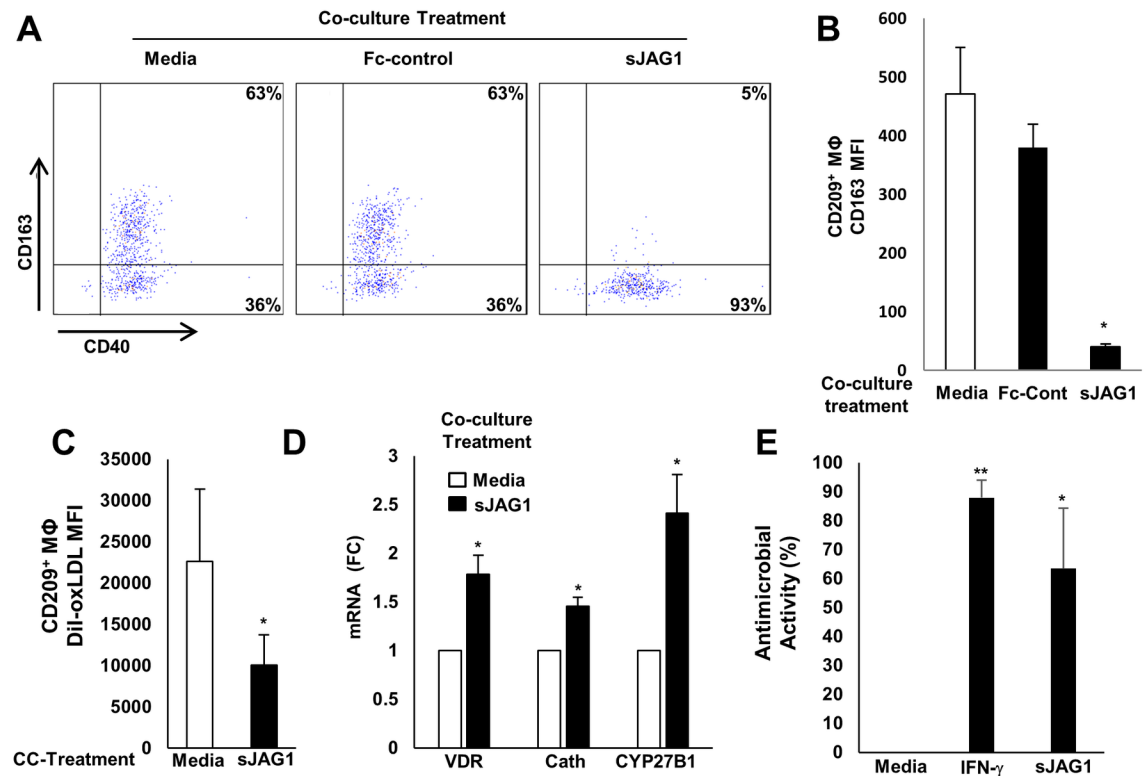 A
Co-culture Treatment
Media
Fc-control
sJAG1
63%
63%
5%
CD163
36%
36%
93%
CD40
B
600
500
400
300
200
100
0
CD209+ MΦ
CD163 MFI
*
Co-culture
treatment
Media Fc-Cont sJAG1
C
35000
30000
25000
20000
15000
10000
5000
0
CD209+ MΦ
Dil-oxLDL MFI
*
CC-Treatment
Media sJAG1
D
Co-culture
Treatment
Media
sJAG1
3
2.5
2
1.5
1
0.5
0
mRNA (FC)
*
*
*
VDR Cath CYP27B1
E
100
90
80
70
60
50
40
30
20
10
0
Antimicrobial
Activity (%)
**
*
Media IFN-γ sJAG1